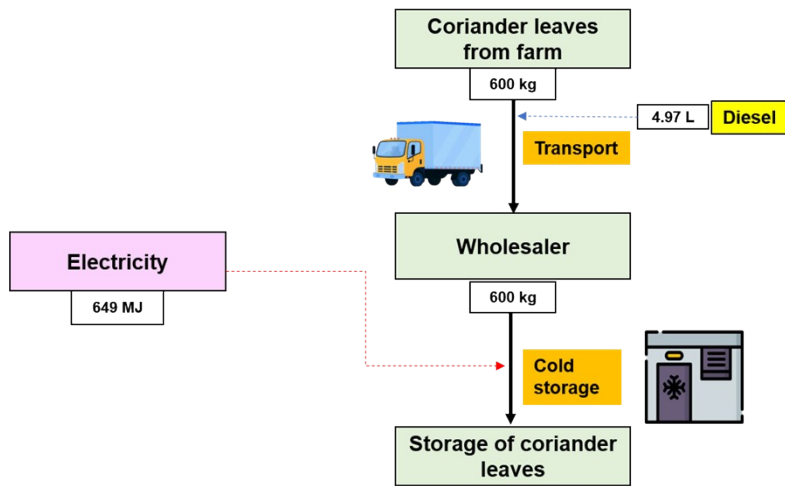 Coriander leaves
from farm
600 kg
4.97 L
Diesel
Transport
Wholesaler
Electricity
649 MJ
600 kg
Cold
storage
Storage of coriander
leaves